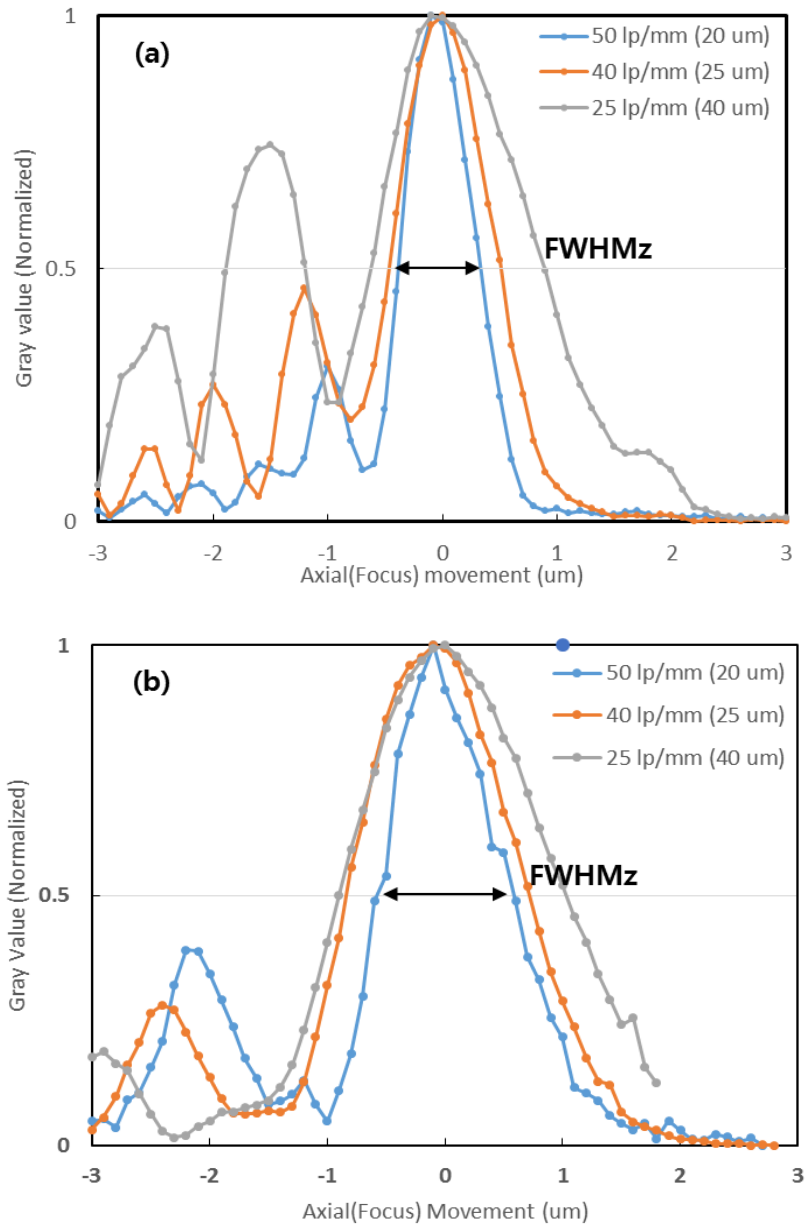 1
(a)
50 lp/mm (20 um)
40 lp/mm (25 um)
25 lp/mm (40 um)
Gray value (Normalized)
FWHMz
0.5
0
-3 -2 -1 0 1 2 3
Axial(Focus) movement (um)
1
(b)
50 lp/mm (20 um)
40 lp/mm (25 um)
25 lp/mm (40 um)
Gray Value (Normalized)
FWHMz
0.5
0
-3 -2 -1 0 1 2 3
Axial(Focus) Movement (um)